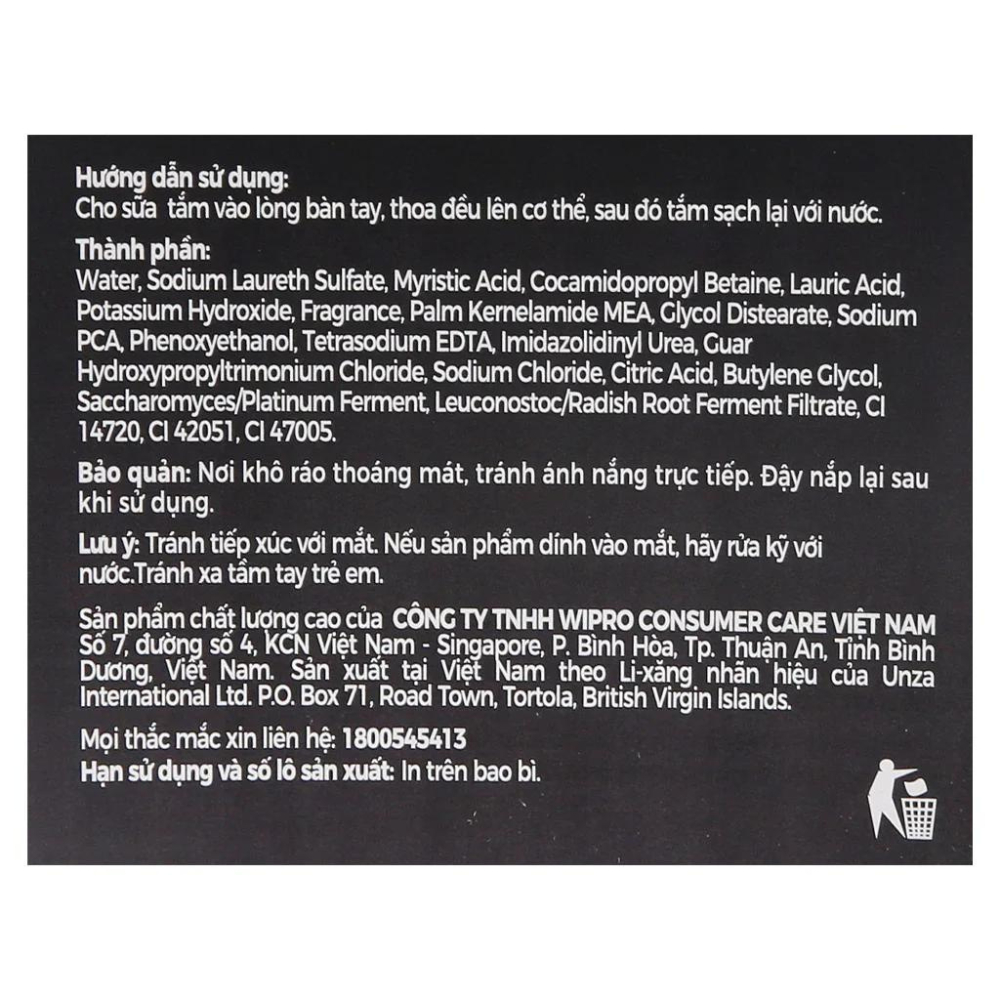 Hướng dẫn sử dụng:
Cho sữa tắm vào lòng bàn tay, thoa đều lên cơ thể, sau đó tắm sạch lại với nước.
Thành phần:
Water, Sodium Laureth Sulfate, Myristic Acid, Cocamidopropyl Betaine, Lauric Acid,
Potassium Hydroxide, Fragrance, Palm Kernelamide MEA, Glycol Distearate, Sodium
PCA, Phenoxyethanol, Tetrasodium EDTA, Imidazolidinyl Urea, Guar
Hydroxypropyltrimonium Chloride, Sodium Chloride, Citric Acid, Butylene Glycol,
Saccharomyces/Platinum Ferment, Leuconostoc/Radish Root Ferment Filtrate, CI
14720, CI 42051, CI 47005.
Bảo quản: Nơi khô ráo thoáng mát, tránh ánh nắng trực tiếp. Đậy nắp lại sau
khi sử dụng.
Lưu ý: Tránh tiếp xúc với mắt. Nếu sản phẩm dính vào mắt, hãy rửa kỹ với
nước.Tránh xa tầm tay trẻ em.
Sản phẩm chất lượng cao của CÔNG TY TNHH WIPRO CONSUMER CARE VIỆT NAM
Số 7, đường số 4, KCN Việt Nam - Singapore, P. Bình Hòa, Tp. Thuận An, Tỉnh Bình
Dương, Việt Nam. Sản xuất tại Việt Nam theo Li-xăng nhãn hiệu của Unza
International Ltd. P.O. Box 71, Road Town, Tortola, British Virgin Islands.
Mọi thắc mắc xin liên hệ: 1800545413
Hạn sử dụng và số lô sản xuất: In trên bao bì.